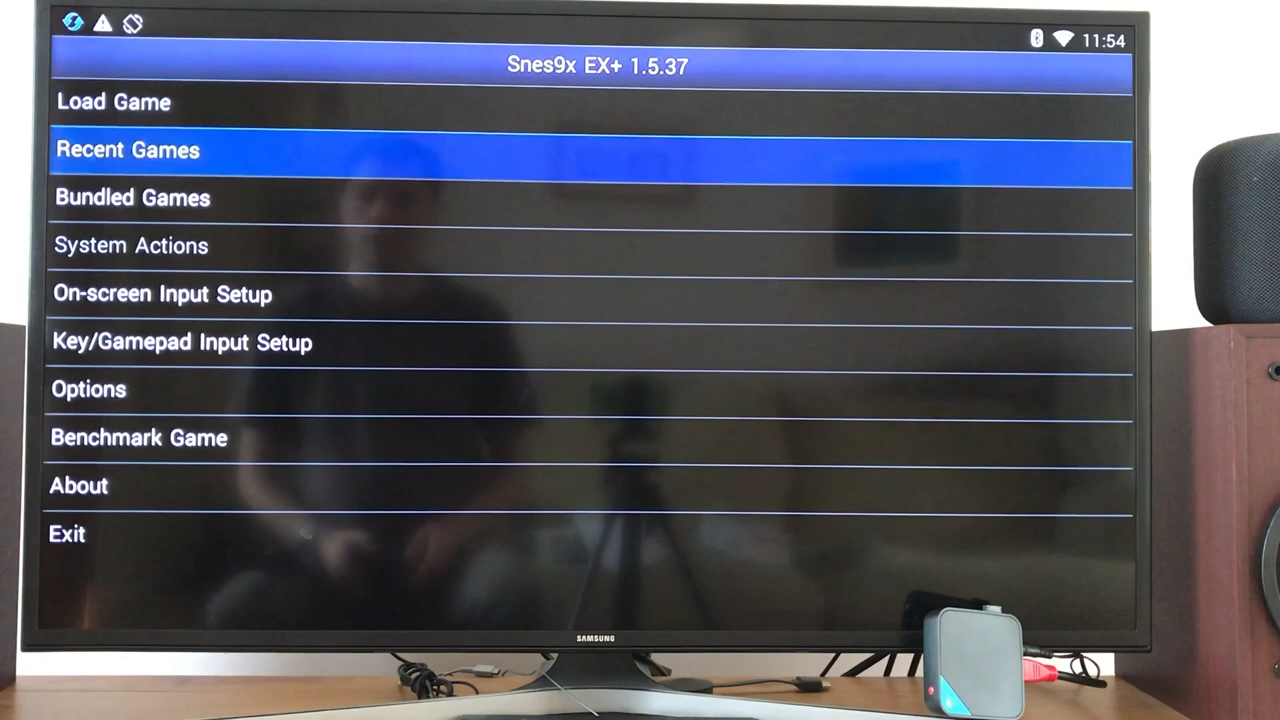 11:54
Snes9x EX+ 1.5.37
Load Game
Recent Games
Bundled Games
System Actions
On-screen Input Setup
Key/Gamepad Input Setup
Options
Benchmark Game
About
Exit
SAMSUNG